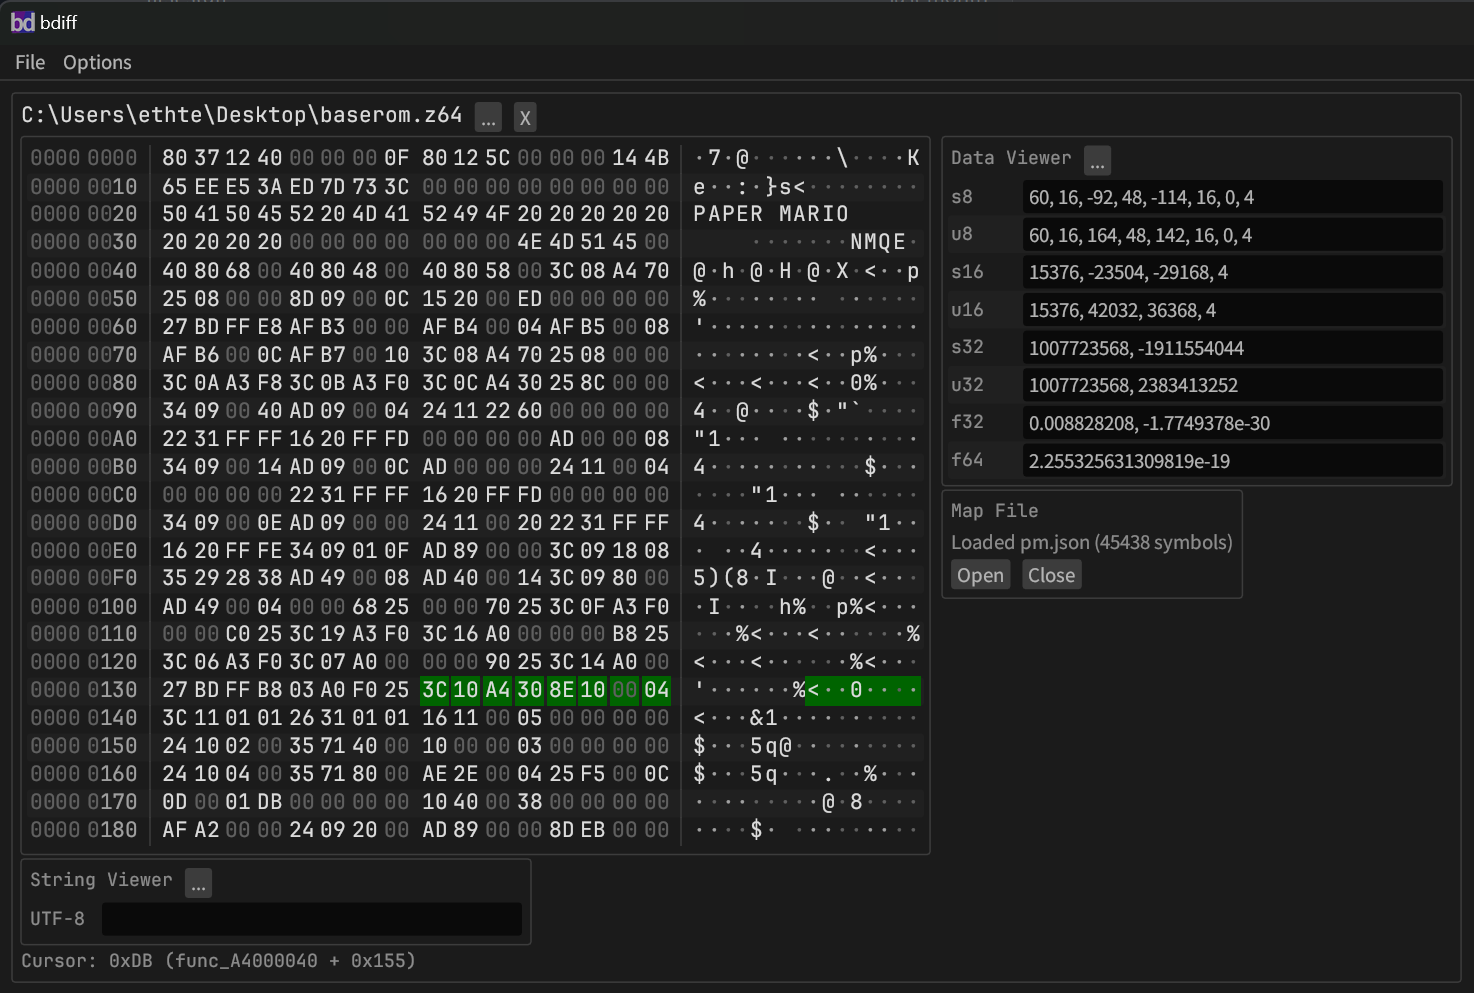 bd bdiff
File Options
C:\Users\ethte\Desktop\baserom.z64 ... X
0000 0000 80 37 12 40 00 00 00 0F 80 12 5C 00 00 00 14 4B ·7·@······\····K
0000 0010 65 EE E5 3A ED 7D 73 3C 00 00 00 00 00 00 00 00 e··:·}s<········
0000 0020 50 41 50 45 52 20 4D 41 52 49 4F 20 20 20 20 20 PAPER MARIO
0000 0030 20 20 20 20 00 00 00 00 00 00 00 4E 4D 51 45 00 ·······NMQE·
0000 0040 40 80 68 00 40 80 48 00 40 80 58 00 3C 08 A4 70 @·h·@·H·@·X·<··p
0000 0050 25 08 00 00 8D 09 00 0C 15 20 00 ED 00 00 00 00 %········ ······
0000 0060 27 BD FF E8 AF B3 00 00 AF B4 00 04 AF B5 00 08 '···············
0000 0070 AF B6 00 0C AF B7 00 10 3C 08 A4 70 25 08 00 00 ········<··p%···
0000 0080 3C 0A A3 F8 3C 0B A3 F0 3C 0C A4 30 25 8C 00 00 <···<···<··0%···
0000 0090 34 09 00 40 AD 09 00 04 24 11 22 60 00 00 00 00 4··@····$·"`····
0000 00A0 22 31 FF FF 16 20 FF FD 00 00 00 00 AD 00 00 08 "1··· ··········
0000 00B0 34 09 00 14 AD 09 00 0C AD 00 00 00 24 11 00 04 4···········$···
0000 00C0 00 00 00 00 22 31 FF FF 16 20 FF FD 00 00 00 00 ····"1··· ······
0000 00D0 34 09 00 0E AD 09 00 00 24 11 00 20 22 31 FF FF 4·······$·· "1··
0000 00E0 16 20 FF FE 34 09 01 0F AD 89 00 00 3C 09 18 08 · ··4·······<···
0000 00F0 35 29 28 38 AD 49 00 08 AD 40 00 14 3C 09 80 00 5)(8·I···@··<···
0000 0100 AD 49 00 04 00 00 68 25 00 00 70 25 3C 0F A3 F0 ·I····h%··p%<···
0000 0110 00 00 C0 25 3C 19 A3 F0 3C 16 A0 00 00 00 B8 25 ···%<···<······%
0000 0120 3C 06 A3 F0 3C 07 A0 00 00 00 90 25 3C 14 A0 00 <···<······%<···
0000 0130 27 BD FF B8 03 A0 F0 25 3C 10 A4 30 8E 10 00 04 '······%<··0····
0000 0140 3C 11 01 01 26 31 01 01 16 11 00 05 00 00 00 00 <···&1··········
0000 0150 24 10 02 00 35 71 40 00 10 00 00 03 00 00 00 00 $···5q@·········
0000 0160 24 10 04 00 35 71 80 00 AE 2E 00 04 25 F5 00 0C $···5q···.··%···
0000 0170 0D 00 01 DB 00 00 00 00 10 40 00 38 00 00 00 00 ·········@·8····
0000 0180 AF A2 00 00 24 09 20 00 AD 89 00 00 8D EB 00 00 ····$· ·········
Data Viewer ...
s8 60, 16, -92, 48, -114, 16, 0, 4
u8 60, 16, 164, 48, 142, 16, 0, 4
s16 15376, -23504, -29168, 4
u16 15376, 42032, 36368, 4
s32 1007723568, -1911554044
u32 1007723568, 2383413252
f32 0.008828208, -1.7749378e-30
f64 2.255325631309819e-19
Map File
Loaded pm.json (45438 symbols)
Open Close
String Viewer ...
UTF-8
Cursor: 0xDB (func_A4000040 + 0x155)